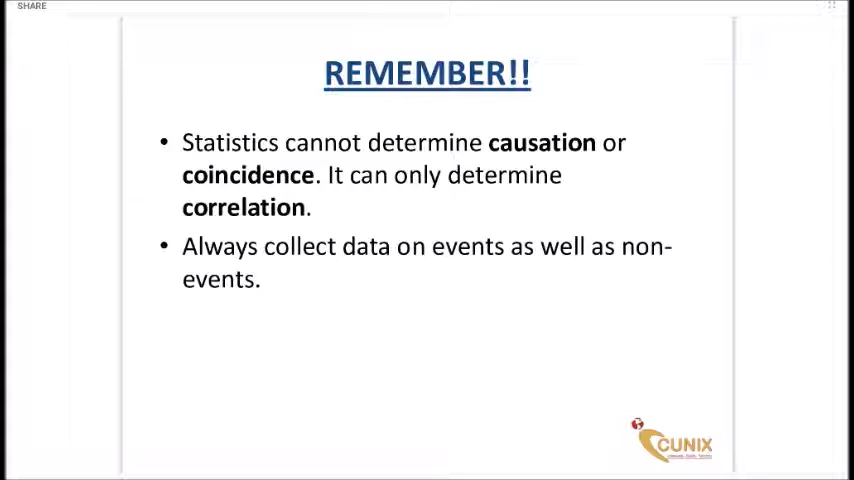 SHARE
REMEMBER!!
• Statistics cannot determine causation or
coincidence. It can only determine
correlation.
• Always collect data on events as well as non-
events.
CUNIX